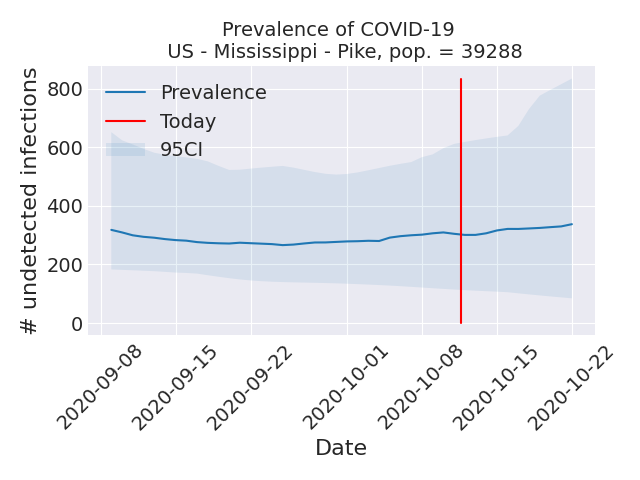 Prevalence of COVID-19
US - Mississippi - Pike, pop. = 39288
# undetected infections
800
600
400
200
0
Prevalence
Today
95CI
2020-09-08
2020-09-15
2020-09-22
2020-10-01
2020-10-08
2020-10-15
2020-10-22
Date